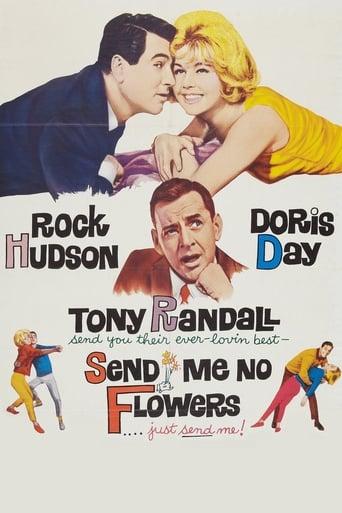 Rock Hudson
Doris Day
Tony Randall
send you their ever-lovin best—
Send me no
Flowers
.... just send me!